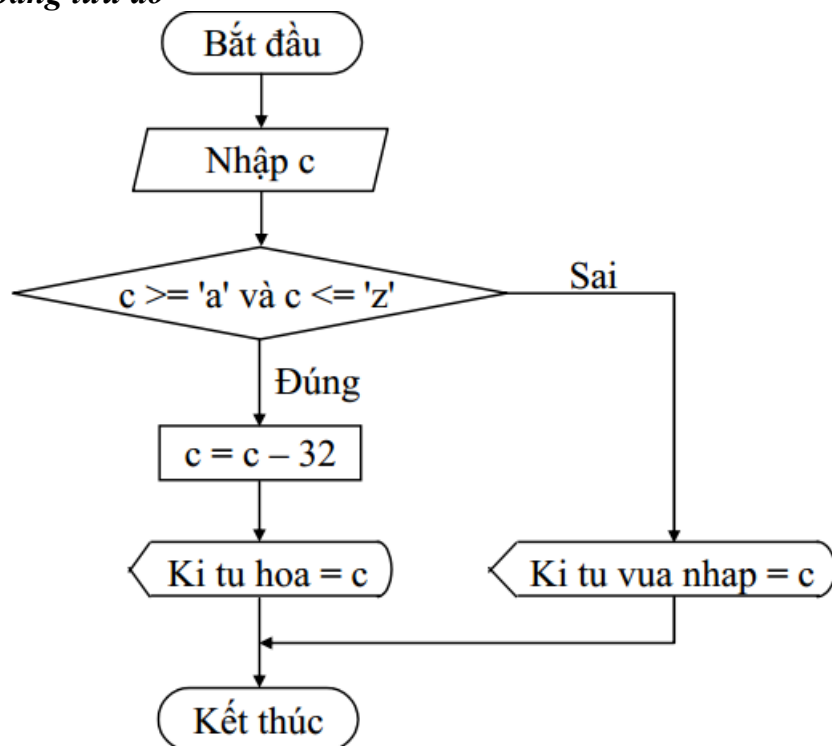 Bắt đầu
Nhập c
c >= 'a' và c <= 'z'
Sai
Đúng
c = c – 32
Ki tu hoa = c
Ki tu vua nhap = c
Kết thúc